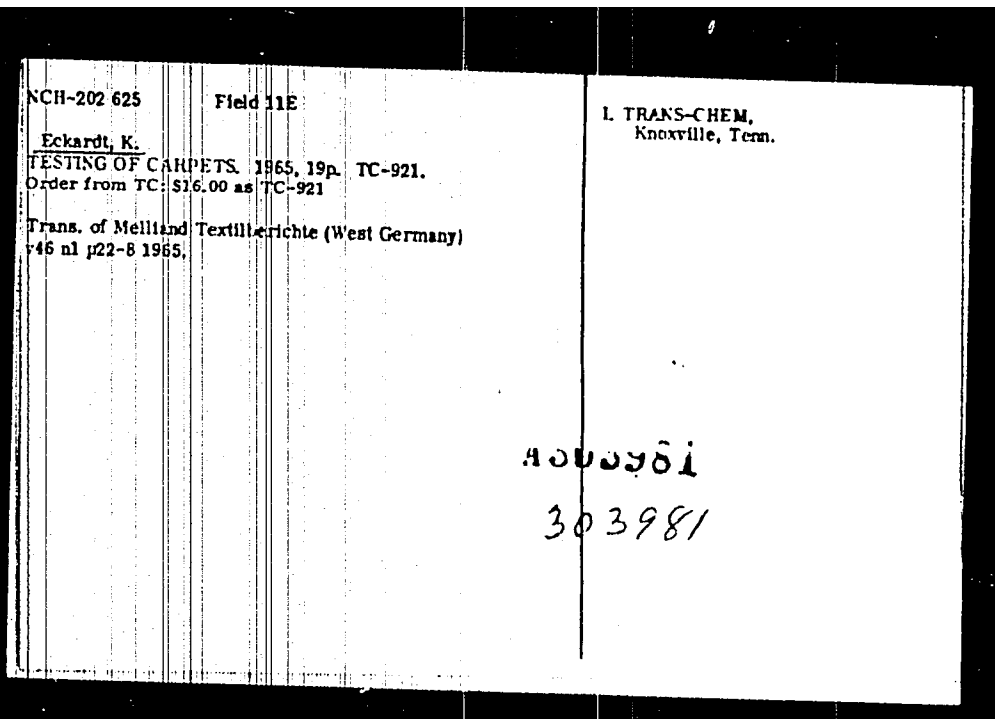 NCH-202 625 Field 11E
Eckardt, K.
TESTING OF CARPETS. 1965, 19p. TC-921.
Order from TC: $16.00 as TC-921
Trans. of Melliand Textilberichte (West Germany)
v46 n1 p22-8 1965.
I. TRANS-CHEM,
Knoxville, Tenn.
303981